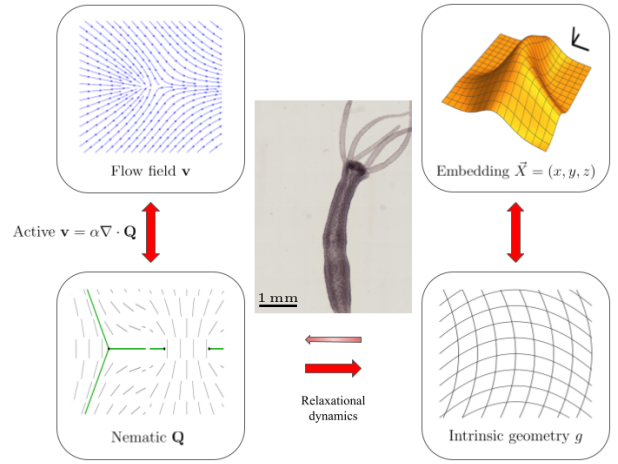 Flow field v
Embedding X⃗ = (x, y, z)
Active v = α∇ · Q
1 mm
Relaxational
dynamics
Nematic Q
Intrinsic geometry g